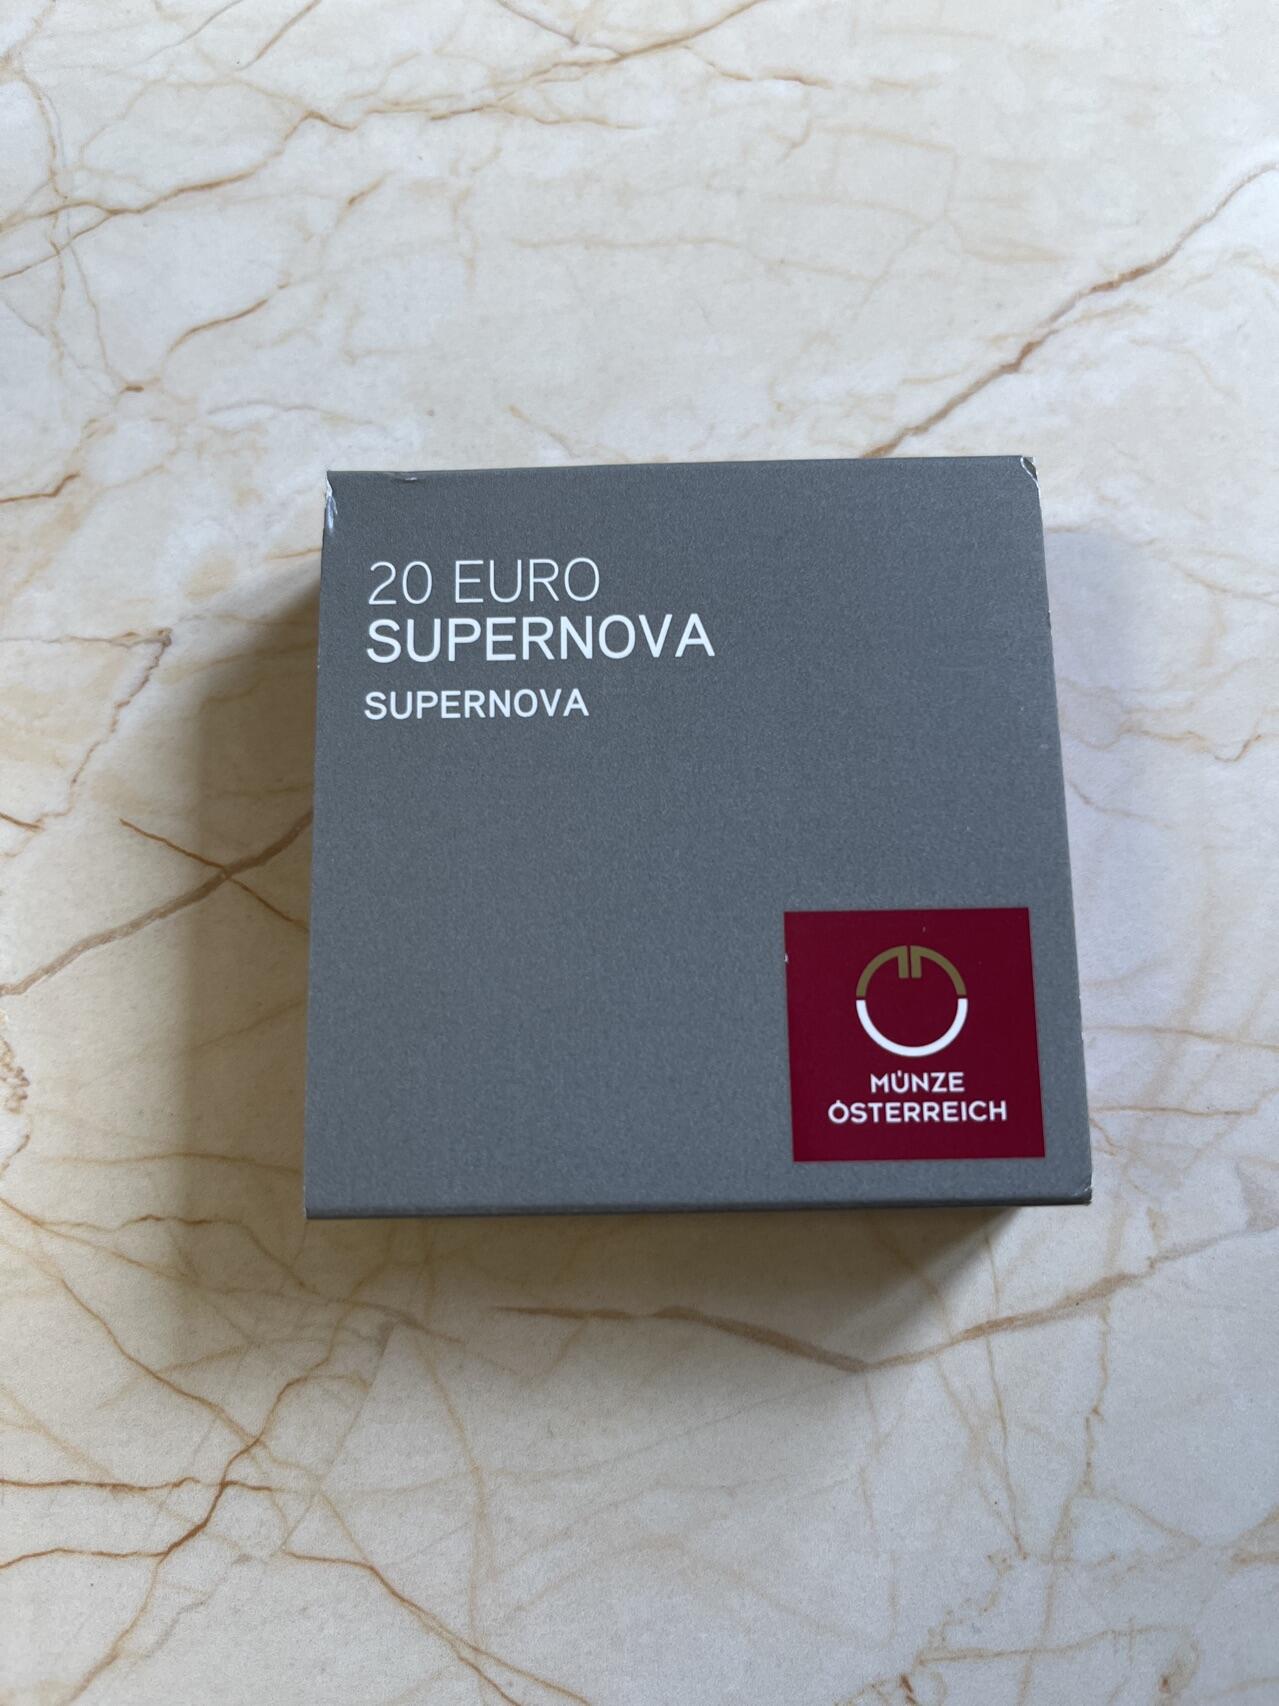 20 EURO
SUPERNOVA
SUPERNOVA
MÜNZE
ÖSTERREICH